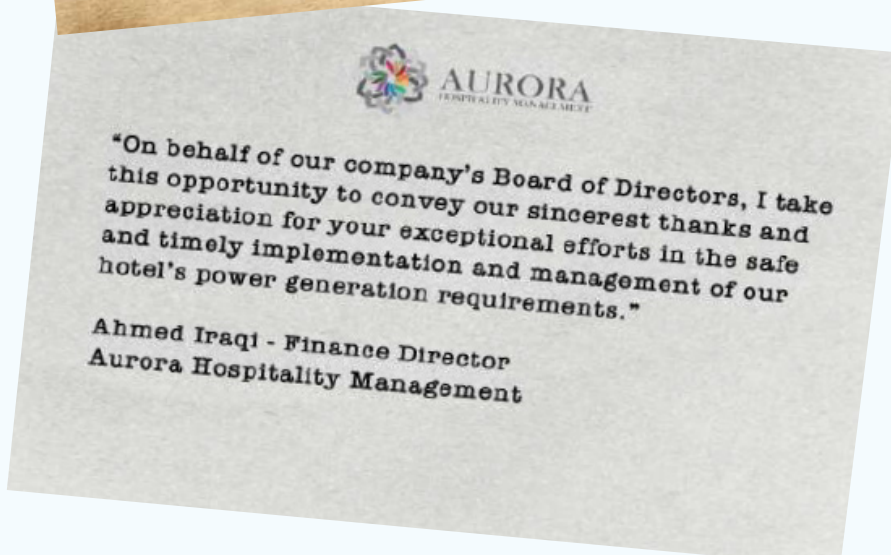 AURORA
HOSPITALITY MANAGEMENT
“On behalf of our company’s Board of Directors, I take
this opportunity to convey our sincerest thanks and
appreciation for your exceptional efforts in the safe
and timely implementation and management of our
hotel’s power generation requirements.”
Ahmed Iraqi - Finance Director
Aurora Hospitality Management